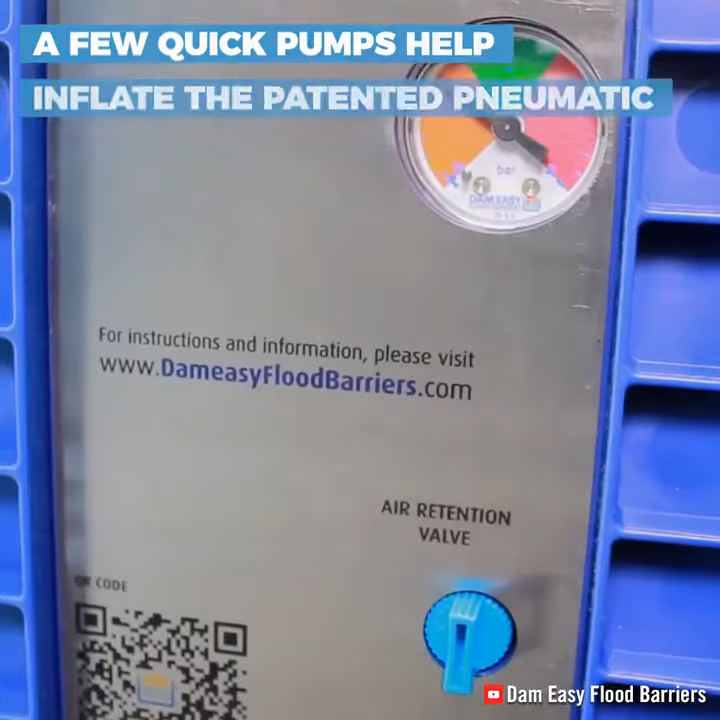 A FEW QUICK PUMPS HELP
INFLATE THE PATENTED PNEUMATIC
bar
DAM EASY
For instructions and information, please visit
www.DameasyFloodBarriers.com
AIR RETENTION
VALVE
QR CODE
Dam Easy Flood Barriers